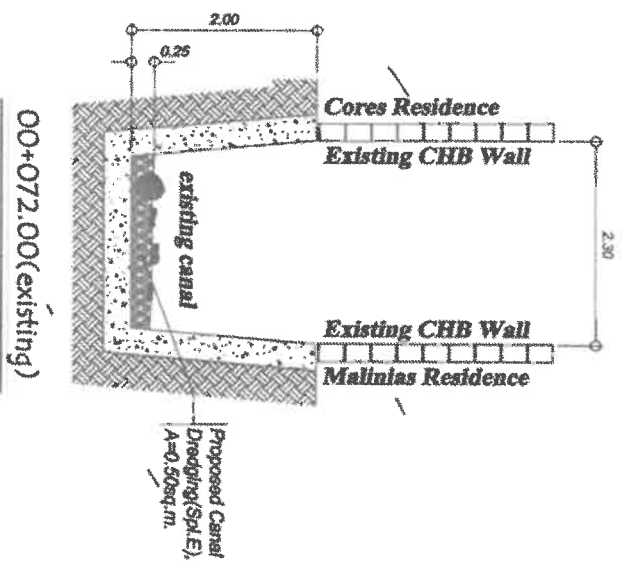 2.00
0.25
Cores Residence
Existing CHB Wall
2.30
existing canal
Existing CHB Wall
Malinias Residence
Proposed Canal
Dredging(Spl.E),
A=0.50sq.m.
00+072.00(existing)